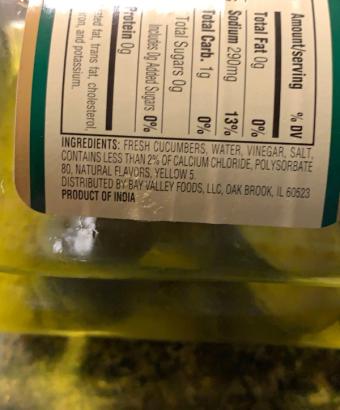 Amount/serving % DV
Total Fat 0g 0%
Sodium 290mg 13%
Total Carb. 1g 0%
Total Sugars 0g
Includes 0g Added Sugars 0%
Protein 0g
fat, trans fat, cholesterol,
and potassium.
INGREDIENTS: FRESH CUCUMBERS, WATER, VINEGAR, SALT,
CONTAINS LESS THAN 2% OF CALCIUM CHLORIDE, POLYSORBATE
80, NATURAL FLAVORS, YELLOW 5.
DISTRIBUTED BY BAY VALLEY FOODS, LLC, OAK BROOK, IL 60523
PRODUCT OF INDIA